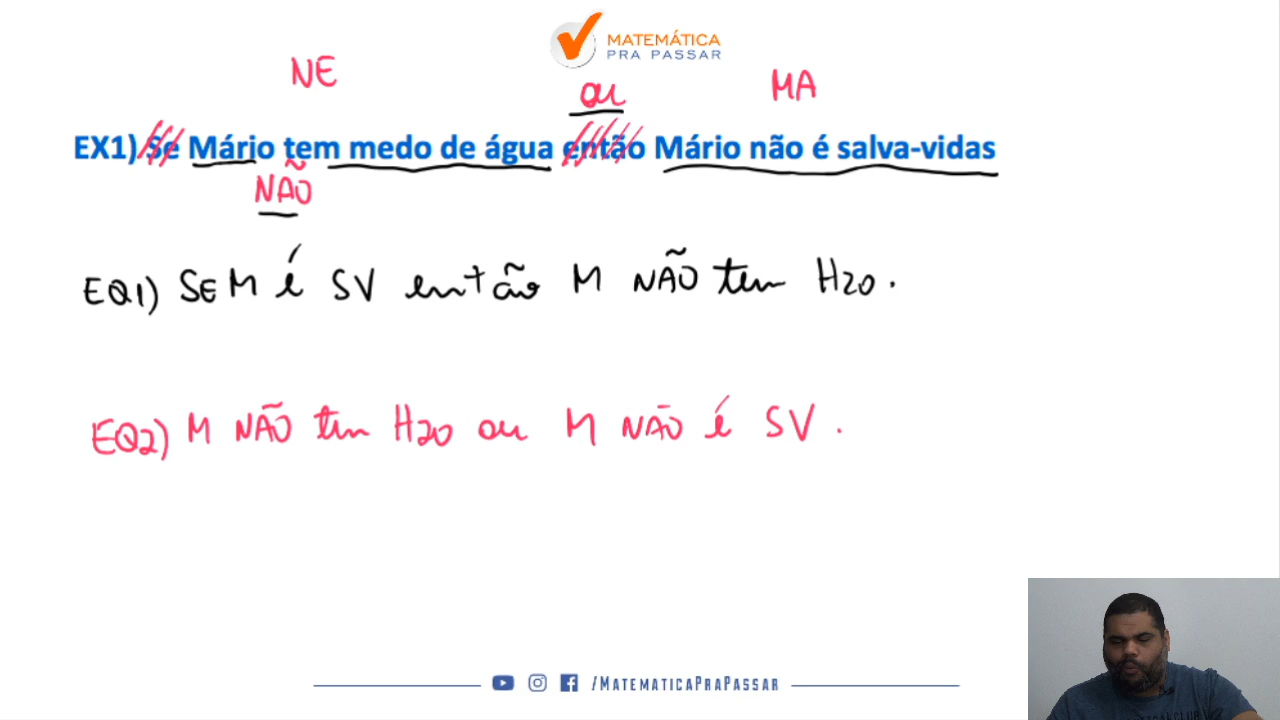 MATEMÁTICA
PRA PASSAR
NE ou MA
EX1) Se Mário tem medo de água então Mário não é salva-vidas
NÃO
EQ1) SE M é SV então M NÃO tem H2O.
EQ2) M NÃO tem H2O ou M NÃO é SV.
/MATEMATICAPRAPASSAR